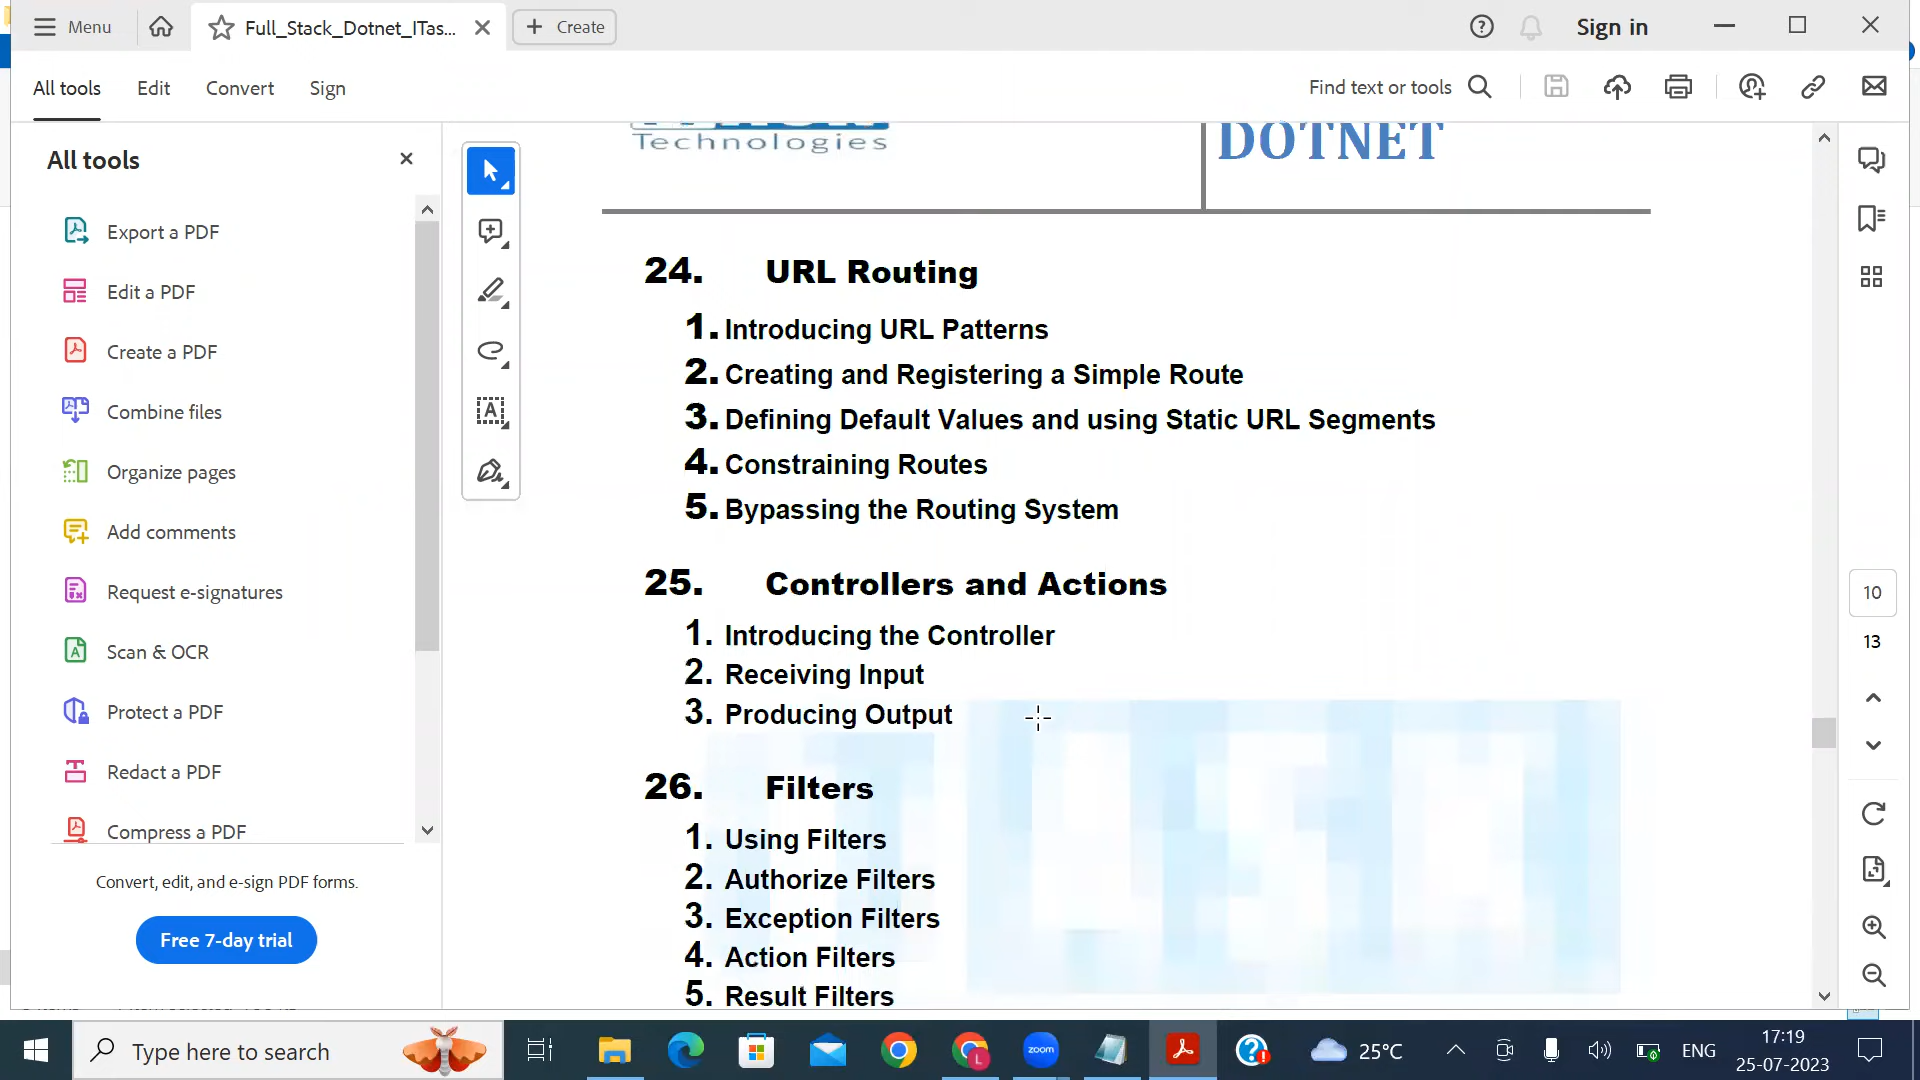 Menu
Full_Stack_Dotnet_ITas...
Create
Sign in
All tools
Edit
Convert
Sign
Find text or tools
All tools
Export a PDF
Edit a PDF
Create a PDF
Combine files
Organize pages
Add comments
Request e-signatures
Scan & OCR
Protect a PDF
Redact a PDF
Compress a PDF
Convert, edit, and e-sign PDF forms.
Free 7-day trial
Technologies
DOTNET
24. URL Routing
1. Introducing URL Patterns
2. Creating and Registering a Simple Route
3. Defining Default Values and using Static URL Segments
4. Constraining Routes
5. Bypassing the Routing System
25. Controllers and Actions
1. Introducing the Controller
2. Receiving Input
3. Producing Output
26. Filters
1. Using Filters
2. Authorize Filters
3. Exception Filters
4. Action Filters
5. Result Filters
10
13
Type here to search
zoom
L
25°C
ENG
17:19
25-07-2023